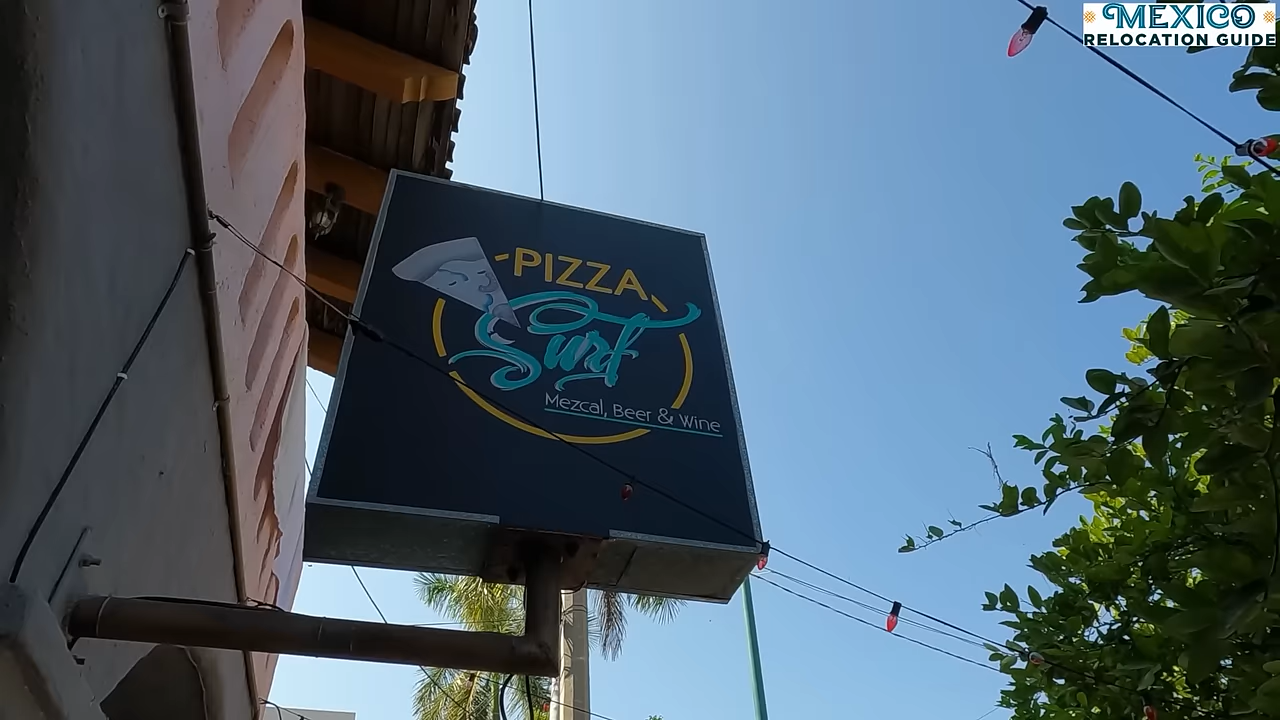 MEXICO
RELOCATION GUIDE
PIZZA
Surf
Mezcal, Beer & Wine